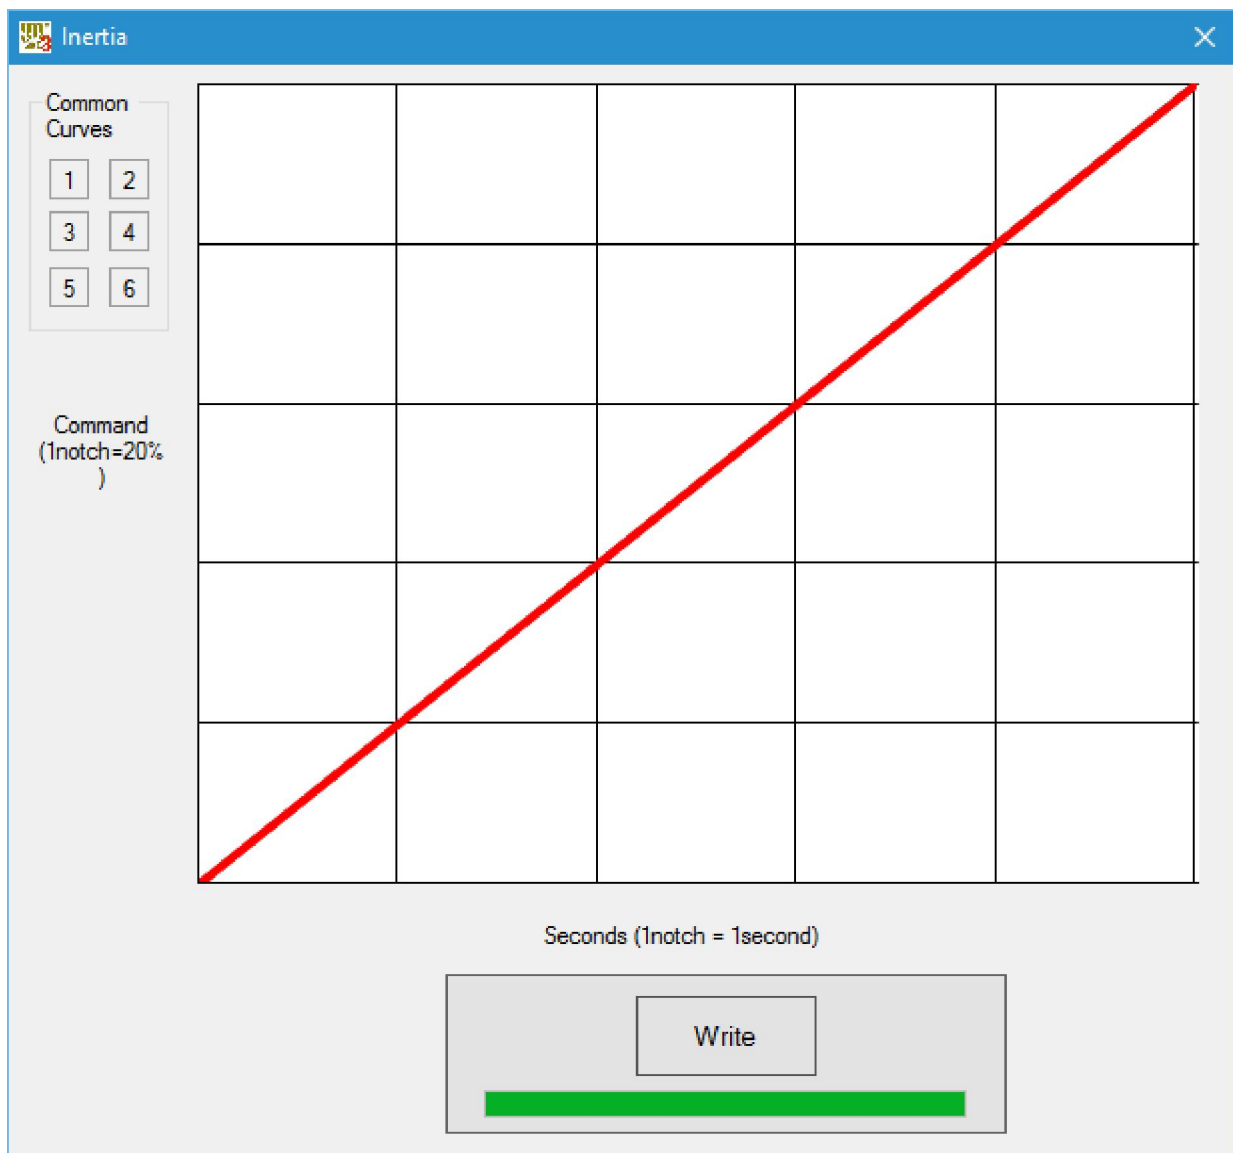 Inertia
Common
Curves
1 2
3 4
5 6
Command
(1notch=20%
)
Seconds (1notch = 1second)
Write